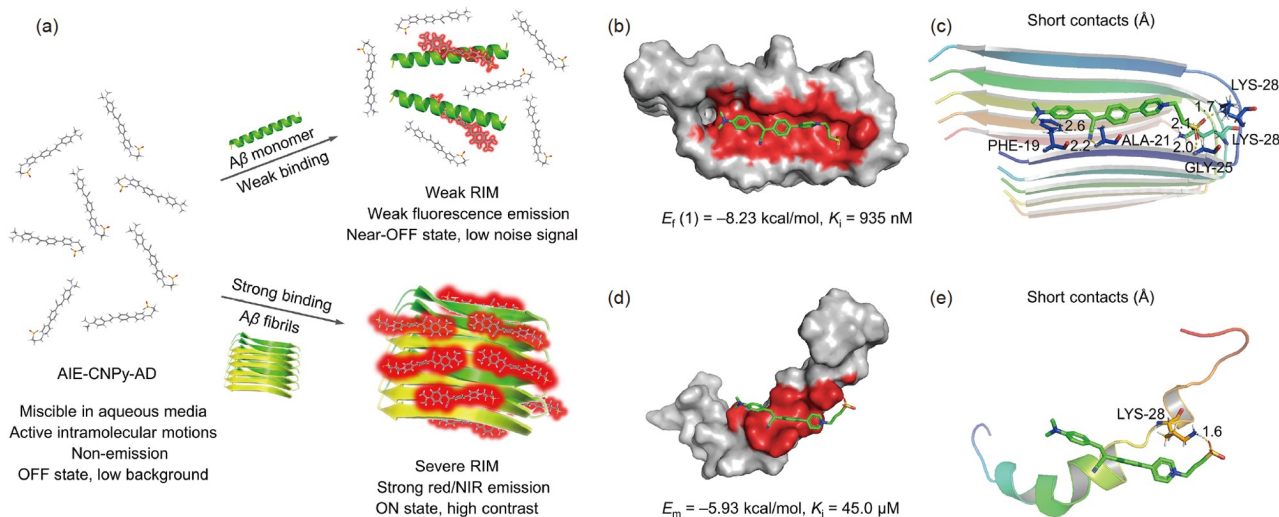 (a)
Aβ monomer
Weak binding
Weak RIM
Weak fluorescence emission
Near-OFF state, low noise signal
AIE-CNPy-AD
Miscible in aqueous media
Active intramolecular motions
Non-emission
OFF state, low background
Strong binding
Aβ fibrils
Severe RIM
Strong red/NIR emission
ON state, high contrast
(b)
E_f (1) = –8.23 kcal/mol, K_i = 935 nM
(c)
Short contacts (Å)
LYS-28
1.7
2.6
2.1
PHE-19
2.2
ALA-21
2.0
LYS-28
GLY-25
(d)
E_m = –5.93 kcal/mol, K_i = 45.0 μM
(e)
Short contacts (Å)
LYS-28
1.6